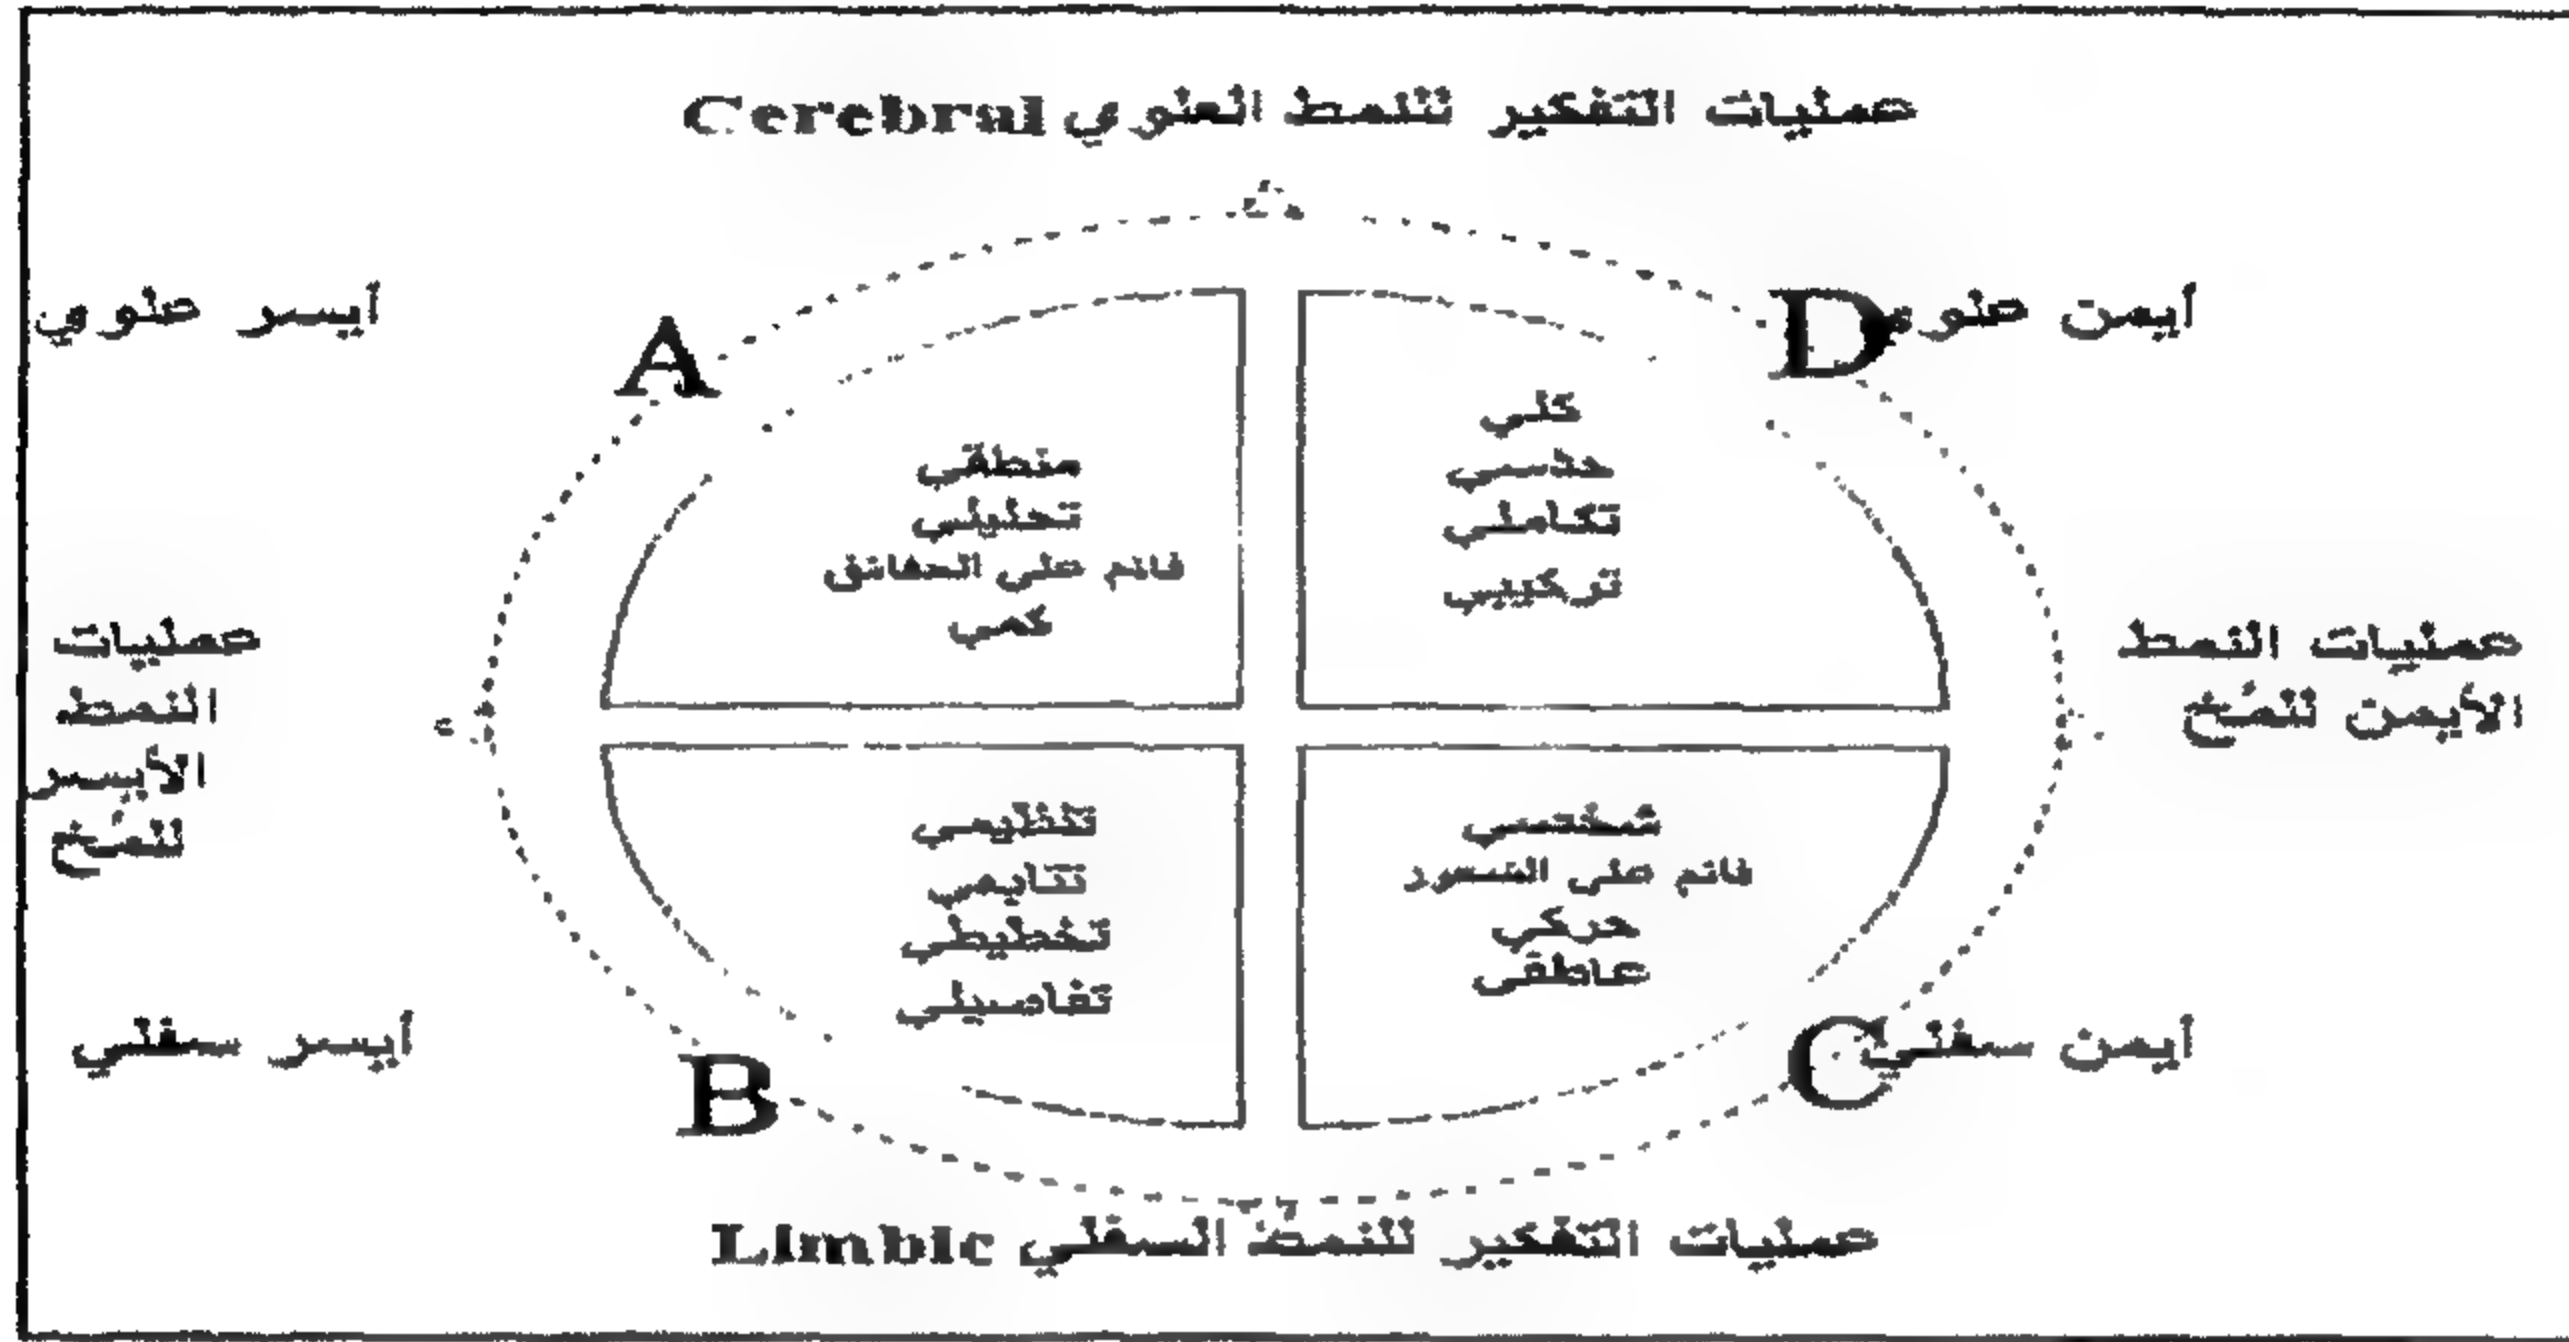 عمليات التفكير للنمط العلوي Cerebral
أيمن علوي
D
A
أيسر علوي
كلي
حدسي
تكاملي
تركيبي
منطقي
تحليلي
قائم على الحقائق
كمي
عمليات النمط
الأيمن للمُخ
عمليات
النمط
الأيسر
للمُخ
شخصي
قائم على الشعور
حركي
عاطفي
تنظيمي
تتابعي
تخطيطي
تفاصيلي
أيمن سفلي
C
B
أيسر سفلي
عمليات التفكير للنمط السفلي Limbic